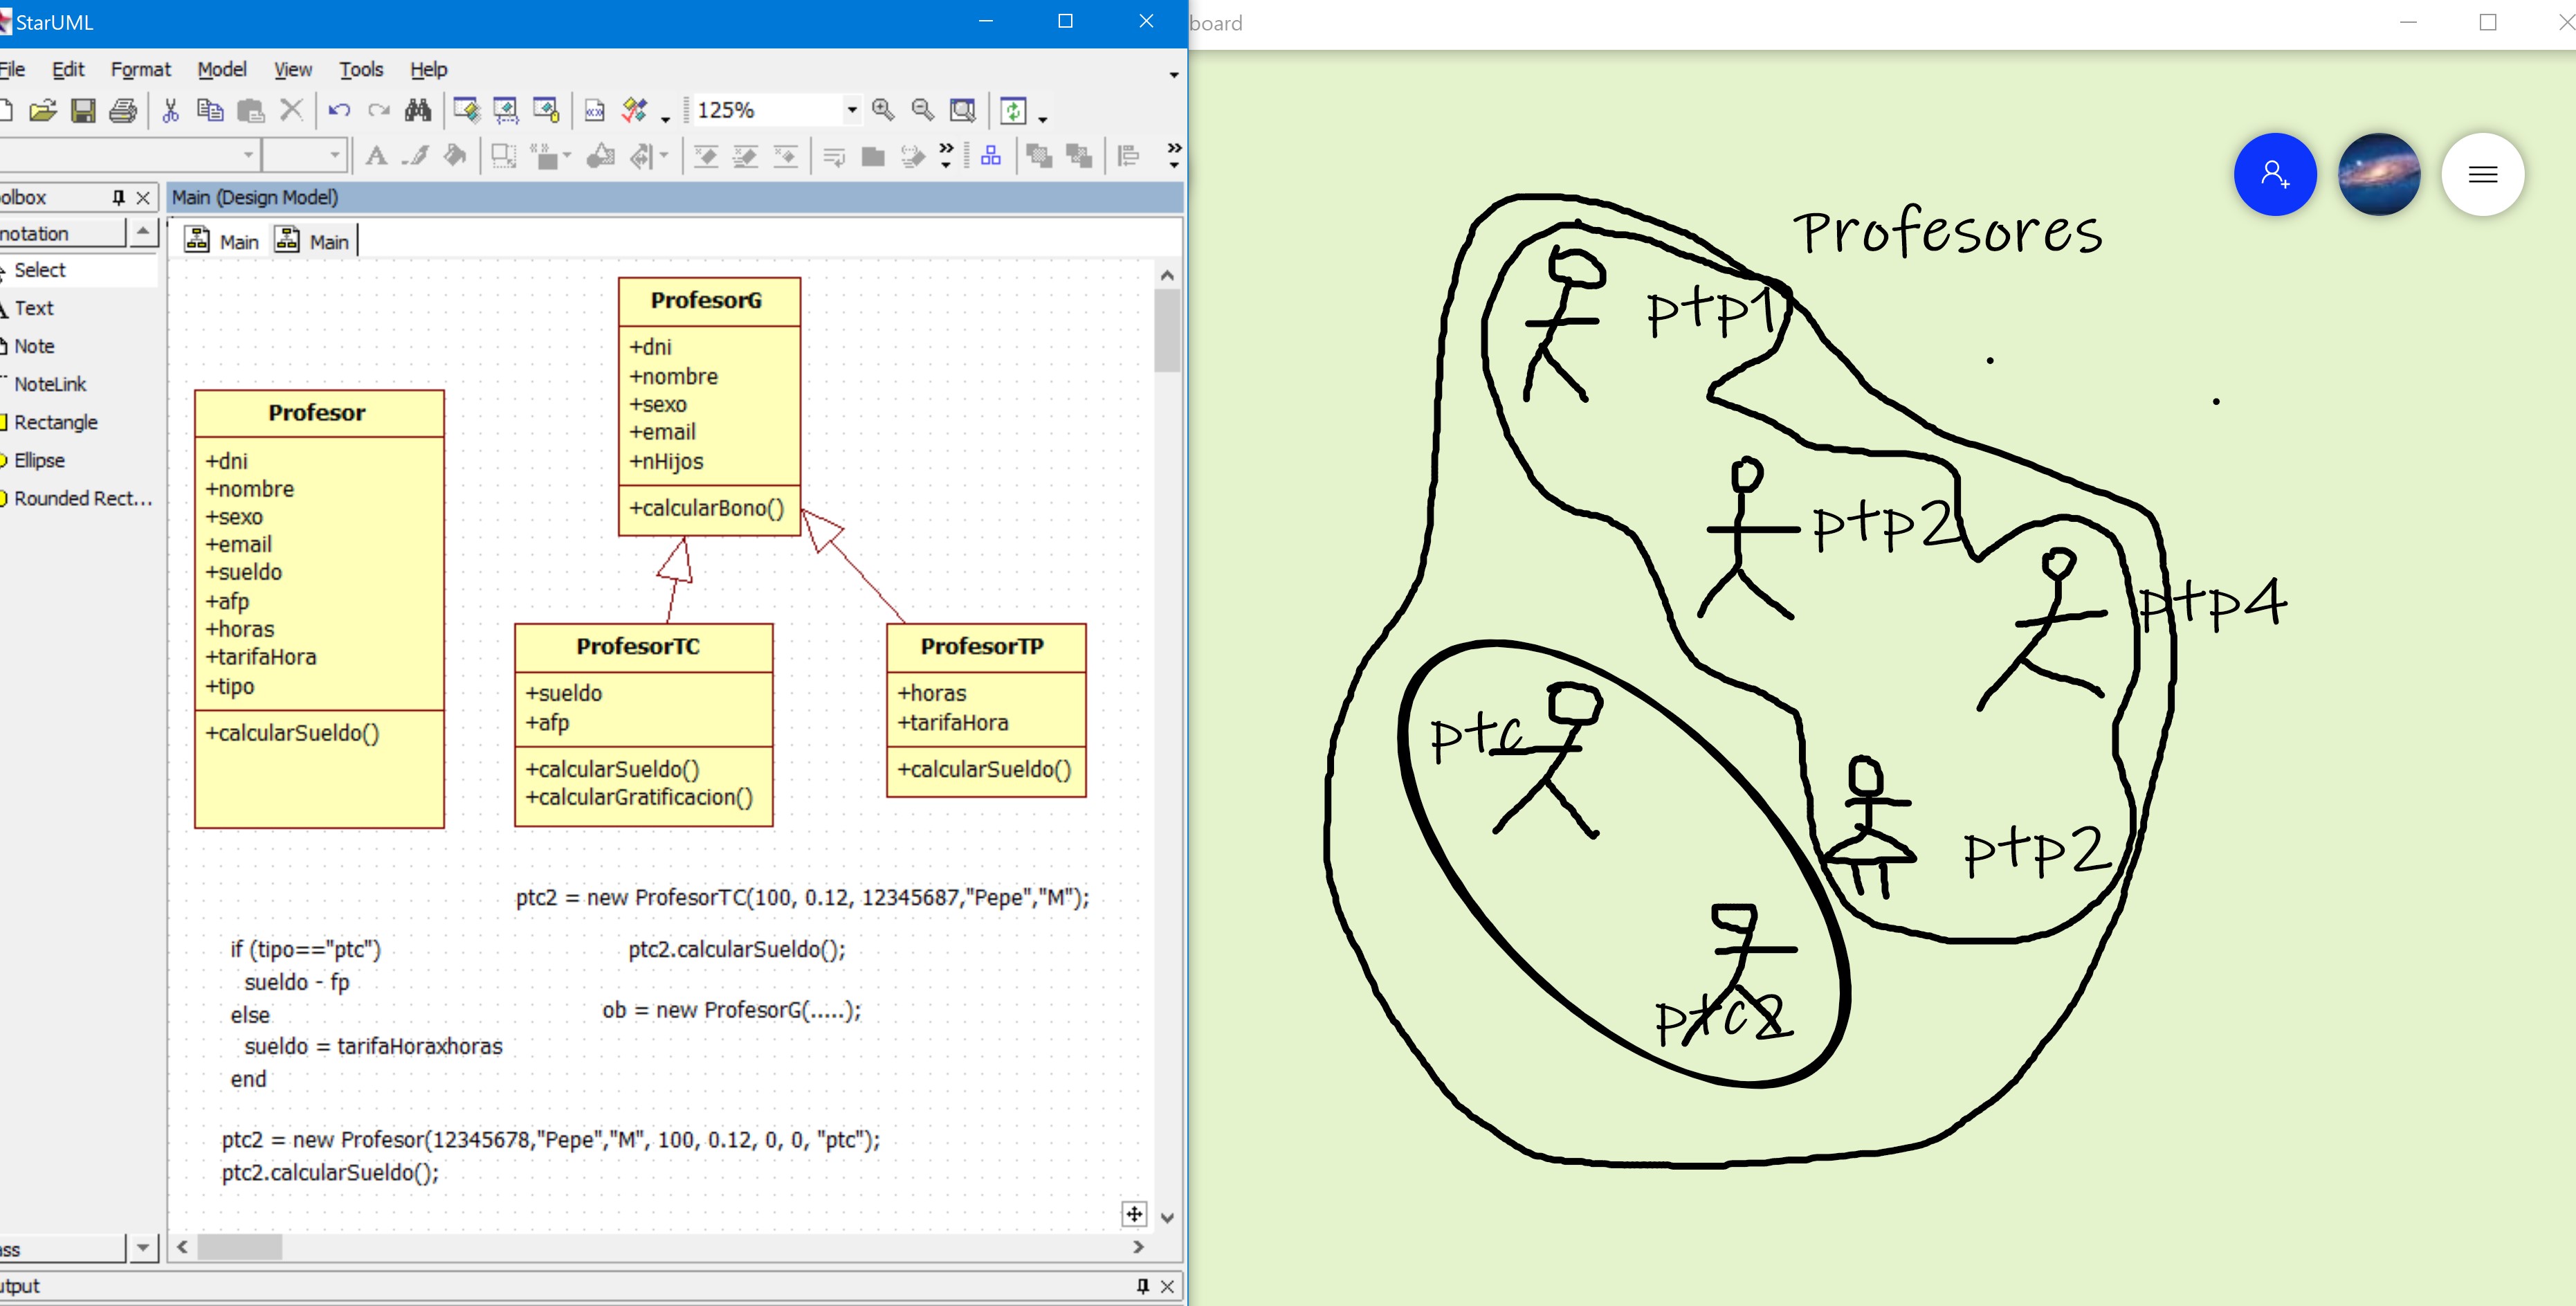 StarUML
File Edit Format Model View Tools Help
125%
oolbox
Main (Design Model)
nnotation
Main Main
Select
Text
Note
NoteLink
Rectangle
Ellipse
Rounded Rect...
Profesor
+dni
+nombre
+sexo
+email
+sueldo
+afp
+horas
+tarifaHora
+tipo
+calcularSueldo()
ProfesorG
+dni
+nombre
+sexo
+email
+nHijos
+calcularBono()
ProfesorTC
+sueldo
+afp
+calcularSueldo()
+calcularGratificacion()
ProfesorTP
+horas
+tarifaHora
+calcularSueldo()
ptc2 = new ProfesorTC(100, 0.12, 12345687,"Pepe","M");
ptc2.calcularSueldo();
ob = new ProfesorG(.....);
if (tipo=="ptc")
sueldo - fp
else
sueldo = tarifaHoraxhoras
end
ptc2 = new Profesor(12345678,"Pepe","M", 100, 0.12, 0, 0, "ptc");
ptc2.calcularSueldo();
ass
utput
board
Profesores
ptp1
ptp2
ptp4
ptc
ptp2
ptc2